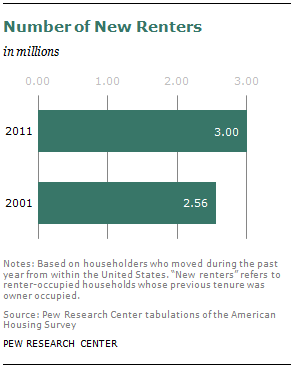 Number of New Renters
in millions
0.00 1.00 2.00 3.00
2011 3.00
2001 2.56
Notes: Based on householders who moved during the past
year from within the United States. “New renters” refers to
renter-occupied households whose previous tenure was
owner occupied.
Source: Pew Research Center tabulations of the American
Housing Survey
PEW RESEARCH CENTER